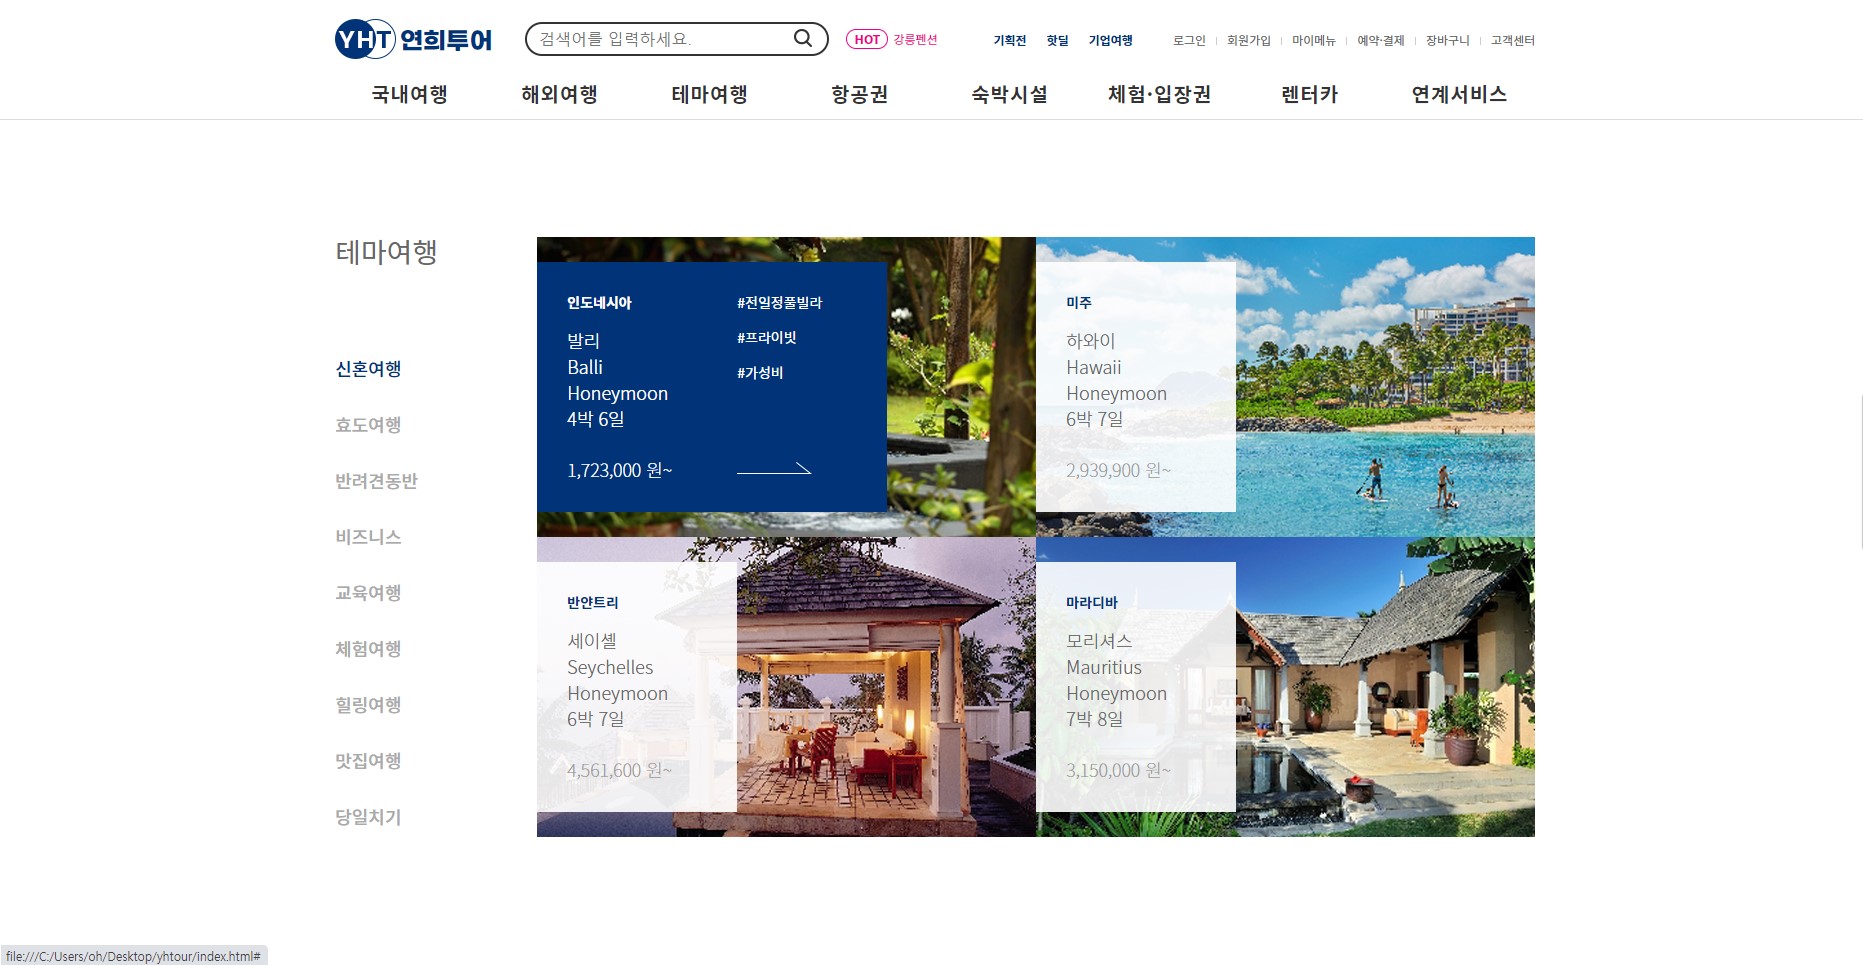 YHT 연희투어
검색어를 입력하세요.
HOT 강릉펜션
기획전 핫딜 기업여행
로그인 회원가입 마이메뉴 예약·결제 장바구니 고객센터
국내여행 해외여행 테마여행 항공권 숙박시설 체험·입장권 렌터카 연계서비스
테마여행
신혼여행
효도여행
반려견동반
비즈니스
교육여행
체험여행
힐링여행
맛집여행
당일치기
인도네시아
발리
Balli
Honeymoon
4박 6일
1,723,000 원~
#전일정풀빌라
#프라이빗
#가성비
미주
하와이
Hawaii
Honeymoon
6박 7일
2,939,900 원~
반얀트리
세이셸
Seychelles
Honeymoon
6박 7일
4,561,600 원~
마라디바
모리셔스
Mauritius
Honeymoon
7박 8일
3,150,000 원~
file:///C:/Users/oh/Desktop/yhtour/index.html#